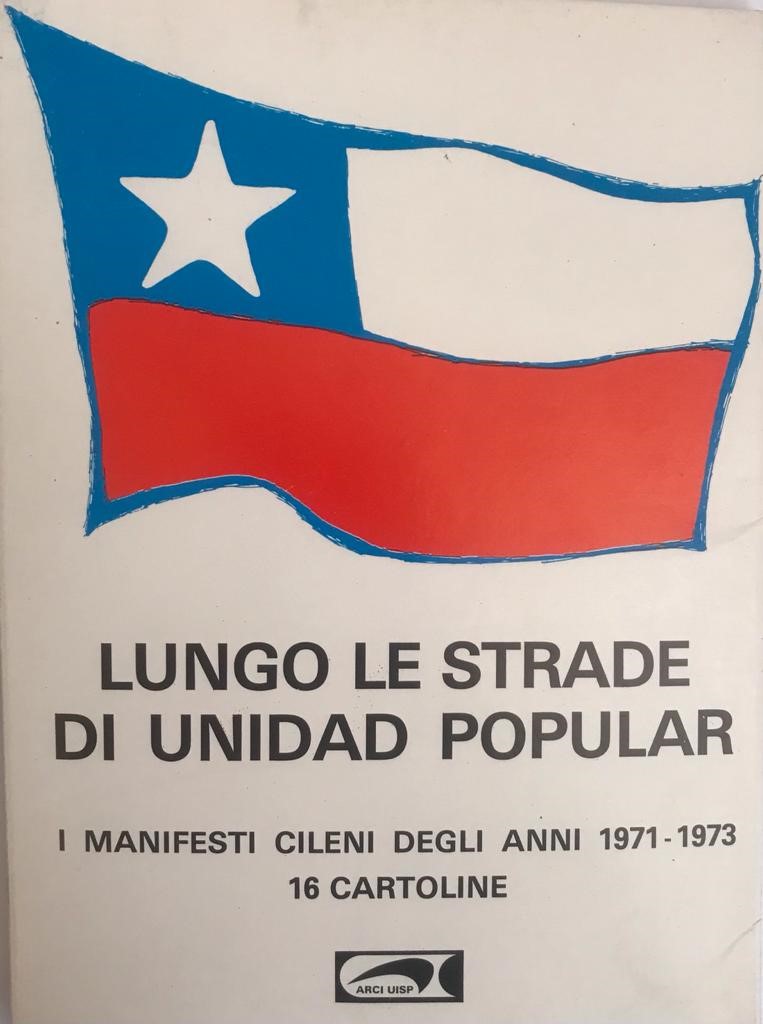 LUNGO LE STRADE
DI UNIDAD POPULAR
I MANIFESTI CILENI DEGLI ANNI 1971-1973
16 CARTOLINE
ARCI UISP